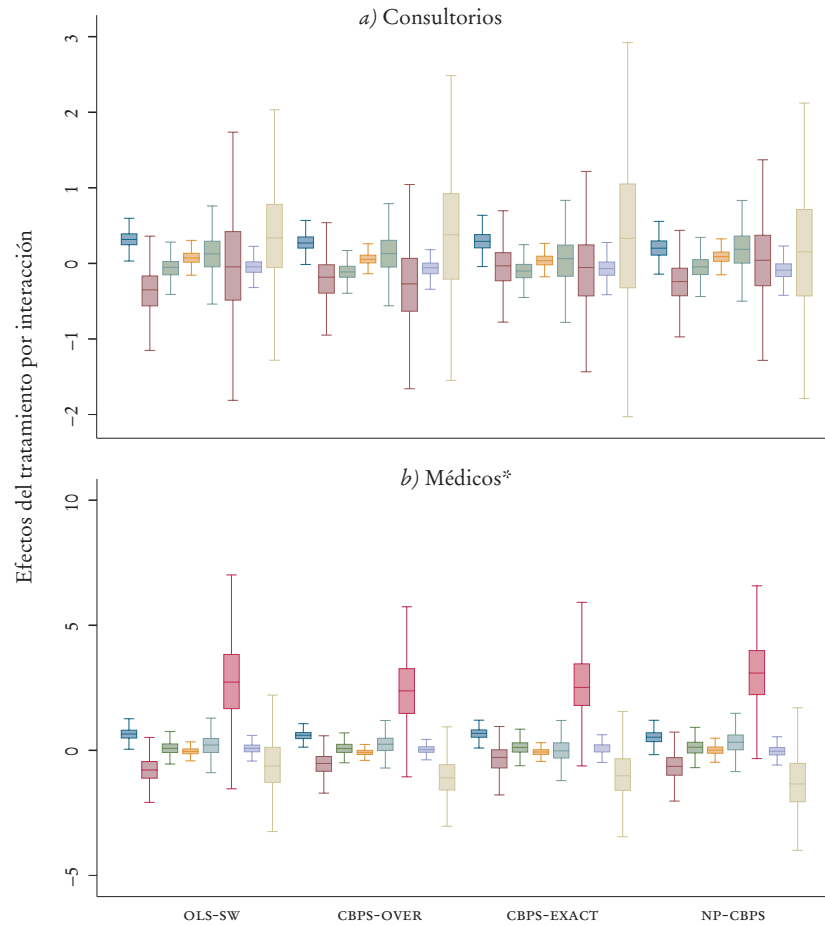 a) Consultorios
3
2
1
0
−1
−2
Efectos del tratamiento por interacción
b) Médicos*
10
5
0
−5
OLS-SW CBPS-OVER CBPS-EXACT NP-CBPS